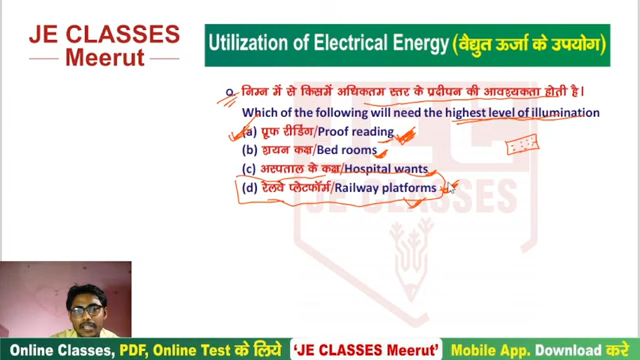 JE CLASSES
Meerut
Utilization of Electrical Energy (वैद्युत ऊर्जा के उपयोग)
Q. निम्न में से किसमें अधिकतम स्तर के प्रदीपन की आवश्यकता होती है।
Which of the following will need the highest level of illumination
(a) प्रूफ रीडिंग/Proof reading
(b) शयन कक्ष/Bed rooms
(c) अस्पताल के कक्ष/Hospital wants
(d) रेलवे प्लेटफॉर्म/Railway platforms
JEC
JE CLASSES
Online Classes, PDF, Online Test के लिये 'JE CLASSES Meerut' Mobile App. Download करे